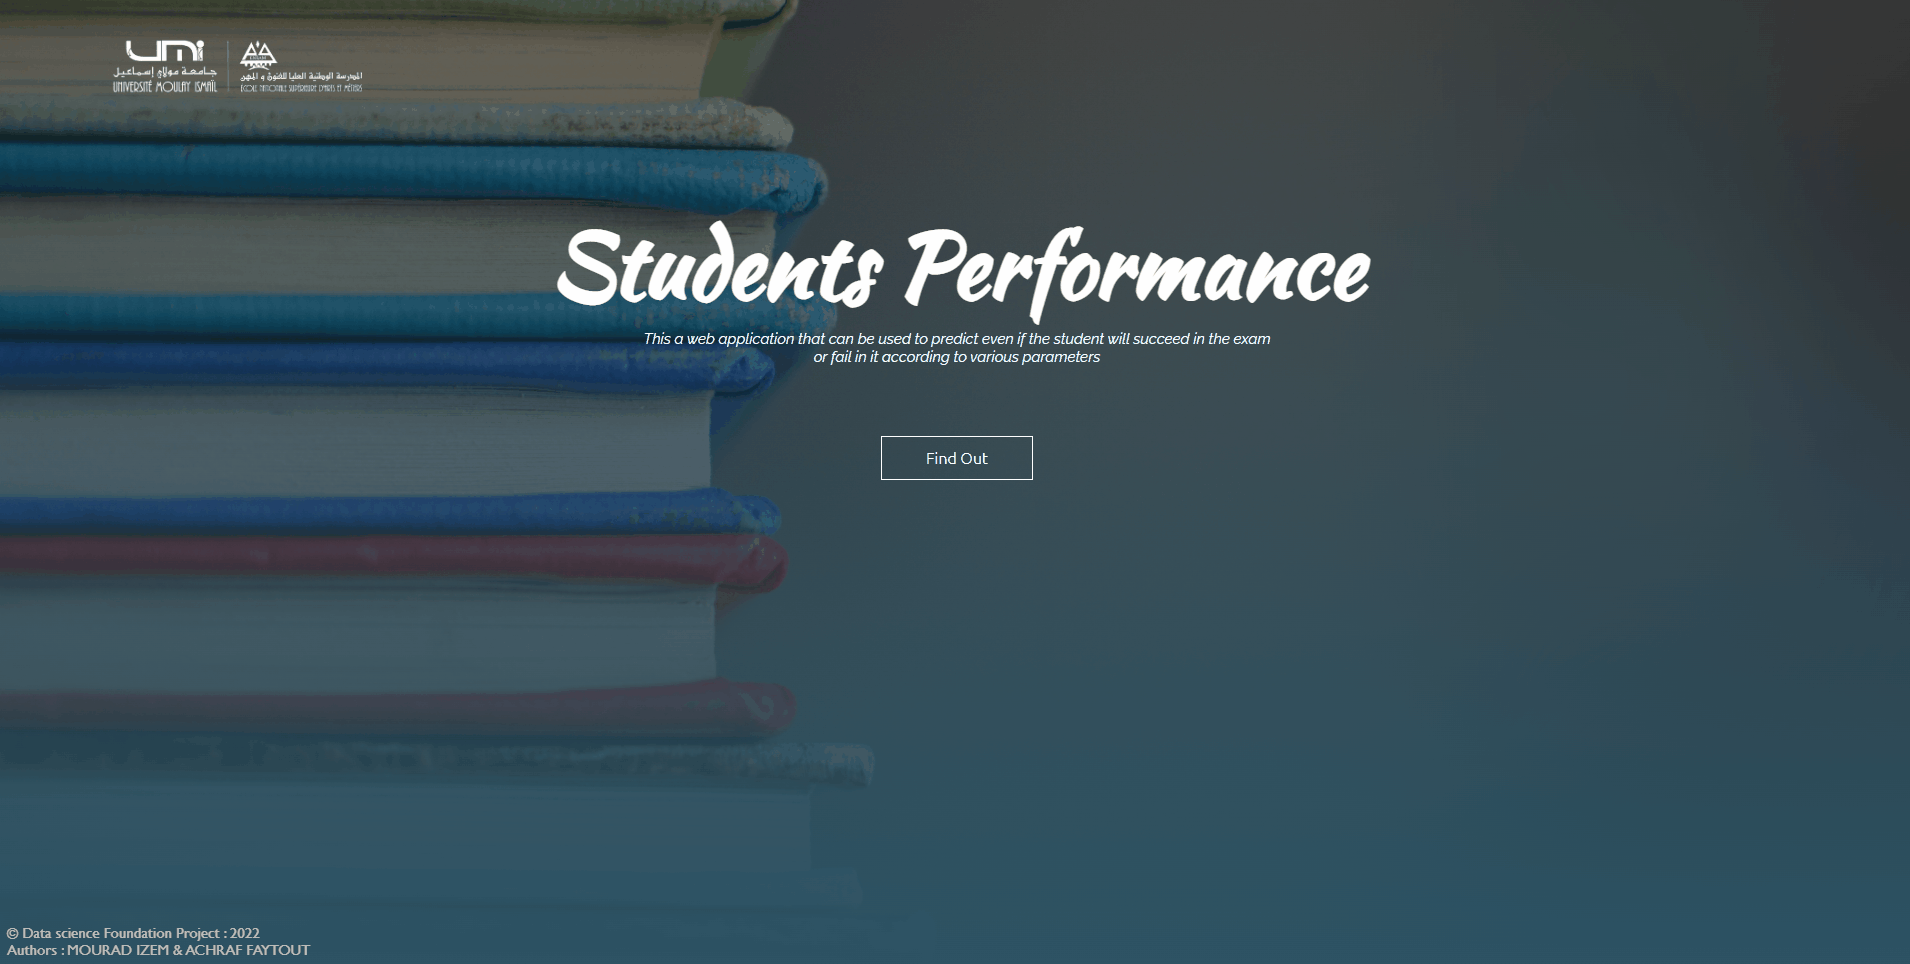 umi
جامعة مولاي إسماعيل
UNIVERSITÉ MOULAY ISMAÏL
المدرسة الوطنية العليا للفنون و المهن
ECOLE NATIONALE SUPÉRIEURE D'ARTS ET MÉTIERS
Students Performance
This a web application that can be used to predict even if the student will succeed in the exam
or fail in it according to various parameters
Find Out
© Data science Foundation Project : 2022
Authors : MOURAD IZEM & ACHRAF FAYTOUT